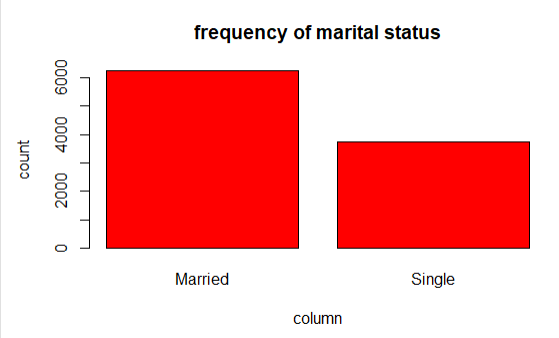 frequency of marital status
6000
4000
2000
0
count
Married
Single
column